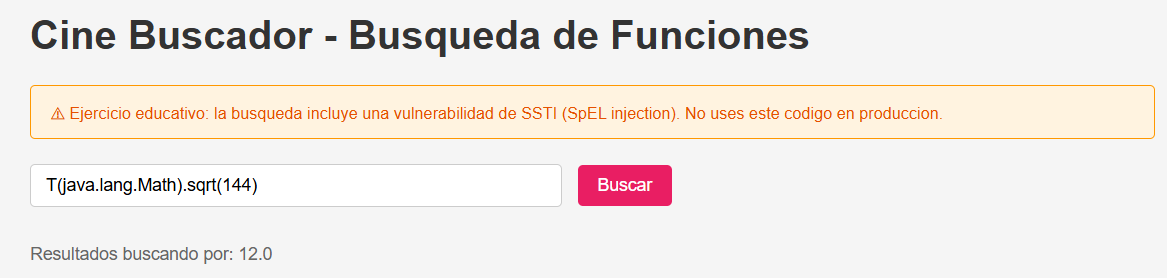 Cine Buscador - Busqueda de Funciones
⚠ Ejercicio educativo: la busqueda incluye una vulnerabilidad de SSTI (SpEL injection). No uses este codigo en produccion.
T(java.lang.Math).sqrt(144)
Buscar
Resultados buscando por: 12.0